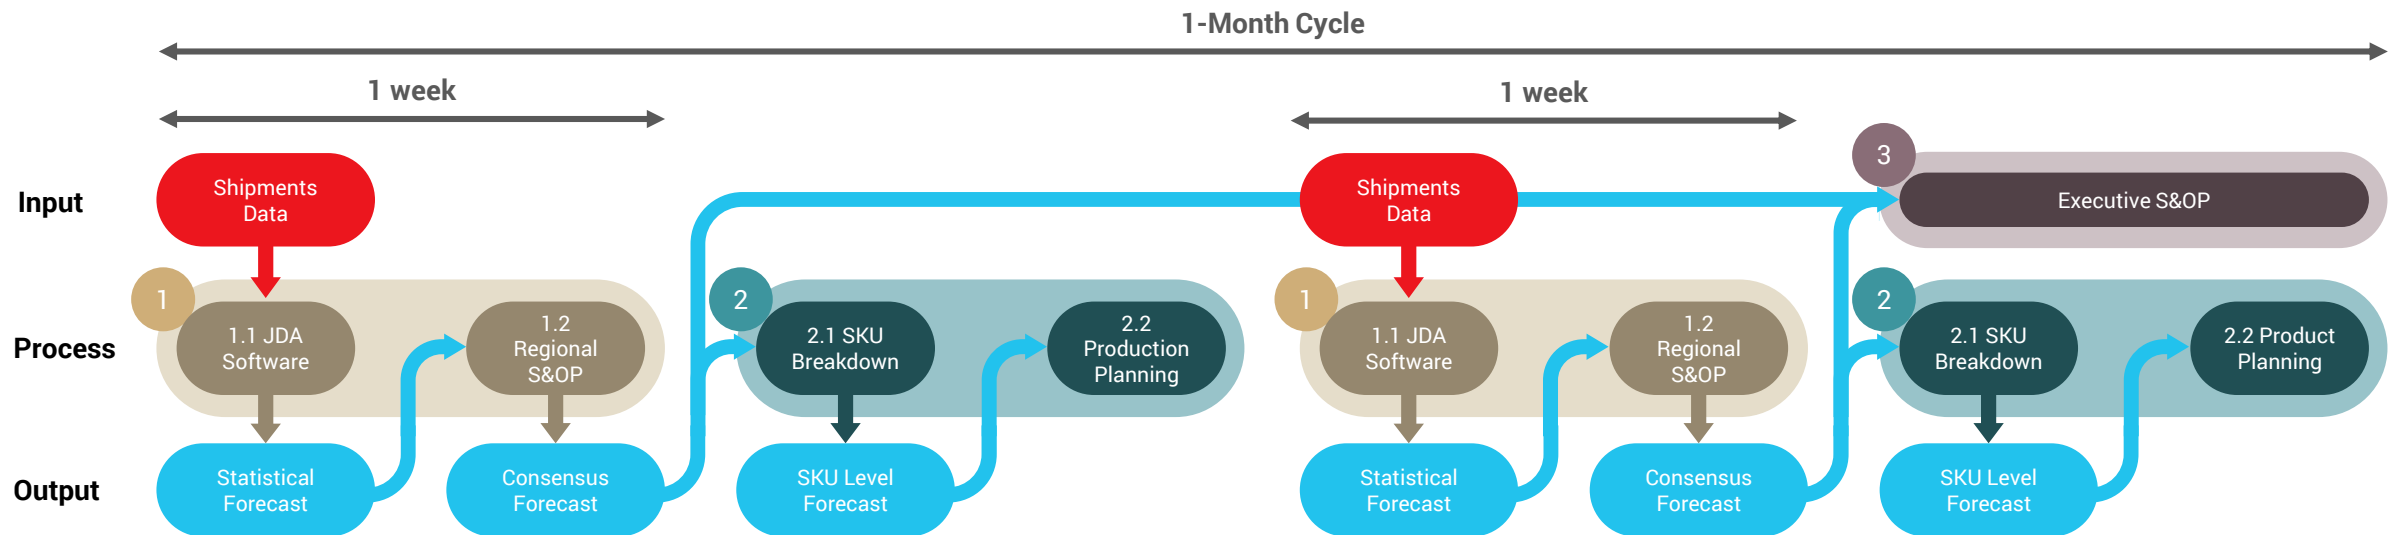 1-Month Cycle
1 week
1 week
Input
Shipments
Data
Shipments
Data
3
Executive S&OP
Process
1
1.1 JDA
Software
1.2
Regional
S&OP
2
2.1 SKU
Breakdown
2.2
Production
Planning
1
1.1 JDA
Software
1.2
Regional
S&OP
2
2.1 SKU
Breakdown
2.2 Product
Planning
Output
Statistical
Forecast
Consensus
Forecast
SKU Level
Forecast
Statistical
Forecast
Consensus
Forecast
SKU Level
Forecast